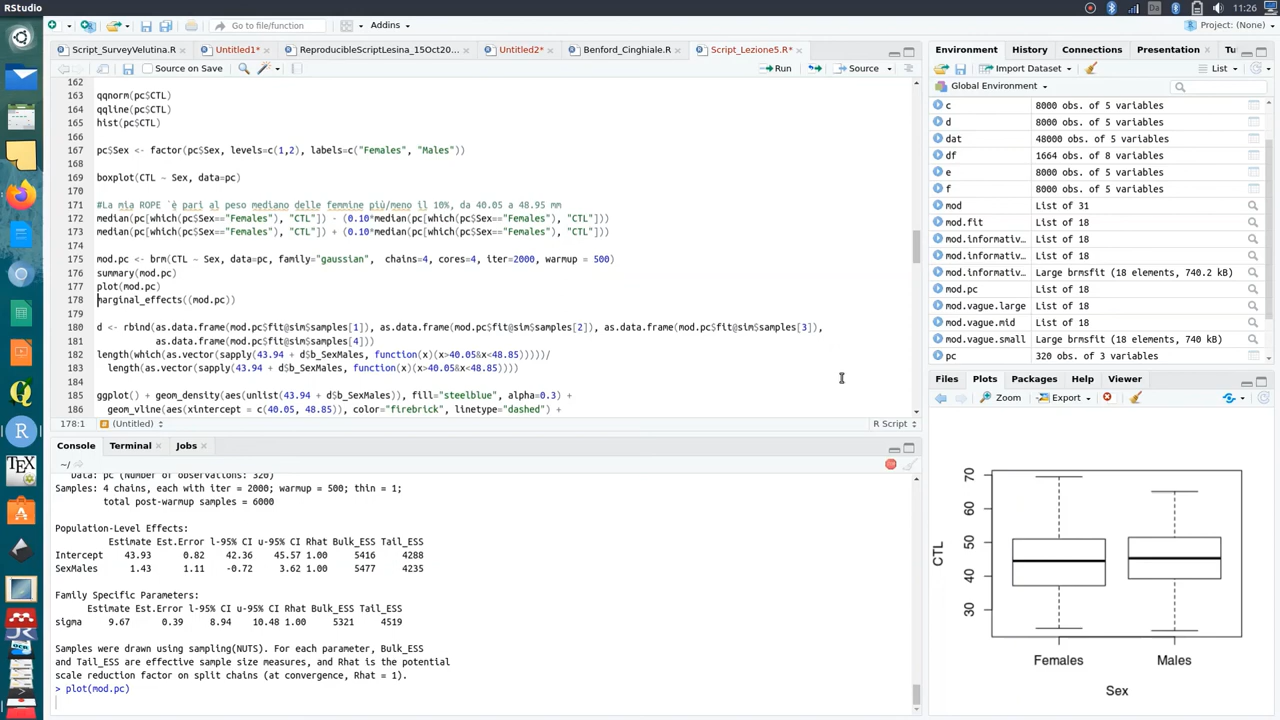 RStudio
Da
11:26
Go to file/function
Addins
Project: (None)
Script_SurveyVelutina.R
Untitled1*
ReproducibleScriptLesina_15Oct20...
Untitled2*
Benford_Cinghiale.R
Script_Lezione5.R*
Source on Save
Run
Source
162
163 qqnorm(pc$CTL)
164 qqline(pc$CTL)
165 hist(pc$CTL)
166
167 pc$Sex <- factor(pc$Sex, levels=c(1,2), labels=c("Females", "Males"))
168
169 boxplot(CTL ~ Sex, data=pc)
170
171 #La mia ROPE `è pari al peso mediano delle femmine più/meno il 10%, da 40.05 a 48.95 mm
172 median(pc[which(pc$Sex=="Females"), "CTL"]) - (0.10*median(pc[which(pc$Sex=="Females"), "CTL"]))
173 median(pc[which(pc$Sex=="Females"), "CTL"]) + (0.10*median(pc[which(pc$Sex=="Females"), "CTL"]))
174
175 mod.pc <- brm(CTL ~ Sex, data=pc, family="gaussian",  chains=4, cores=4, iter=2000, warmup = 500)
176 summary(mod.pc)
177 plot(mod.pc)
178 marginal_effects((mod.pc))
179
180 d <- rbind(as.data.frame(mod.pc$fit@sim$samples[1]), as.data.frame(mod.pc$fit@sim$samples[2]), as.data.frame(mod.pc$fit@sim$samples[3]),
181 as.data.frame(mod.pc$fit@sim$samples[4]))
182 length(which(as.vector(sapply(43.94 + d$b_SexMales, function(x)(x>40.05&x<48.85)))))/
183 length(as.vector(sapply(43.94 + d$b_SexMales, function(x)(x>40.05&x<48.85))))
184
185 ggplot() + geom_density(aes(unlist(43.94 + d$b_SexMales)), fill="steelblue", alpha=0.3) +
186 geom_vline(aes(xintercept = c(40.05, 48.85)), color="firebrick", linetype="dashed") +
178:1
(Untitled)
R Script
Console
Terminal
Jobs
~/
Data: pc (Number of observations: 320)
Samples: 4 chains, each with iter = 2000; warmup = 500; thin = 1;
total post-warmup samples = 6000
Population-Level Effects:
Estimate Est.Error l-95% CI u-95% CI Rhat Bulk_ESS Tail_ESS
Intercept 43.93 0.82 42.36 45.57 1.00 5416 4288
SexMales 1.43 1.11 -0.72 3.62 1.00 5477 4235
Family Specific Parameters:
Estimate Est.Error l-95% CI u-95% CI Rhat Bulk_ESS Tail_ESS
sigma 9.67 0.39 8.94 10.48 1.00 5321 4519
Samples were drawn using sampling(NUTS). For each parameter, Bulk_ESS
and Tail_ESS are effective sample size measures, and Rhat is the potential
scale reduction factor on split chains (at convergence, Rhat = 1).
> plot(mod.pc)
Environment
History
Connections
Presentation
Tu
Import Dataset
List
Global Environment
c 8000 obs. of 5 variables
d 8000 obs. of 5 variables
dat 48000 obs. of 5 variables
df 1664 obs. of 8 variables
e 8000 obs. of 5 variables
f 8000 obs. of 5 variables
mod List of 31
mod.fit List of 18
mod.informativ… List of 18
mod.informativ… List of 18
mod.informativ… Large brmsfit (18 elements, 740.2 kB)
mod.pc List of 18
mod.vague.large List of 18
mod.vague.mid List of 18
mod.vague.small Large brmsfit (18 elements, 740 kB)
pc 320 obs. of 3 variables
Files
Plots
Packages
Help
Viewer
Zoom
Export
CTL
70
60
50
40
30
Females
Males
Sex